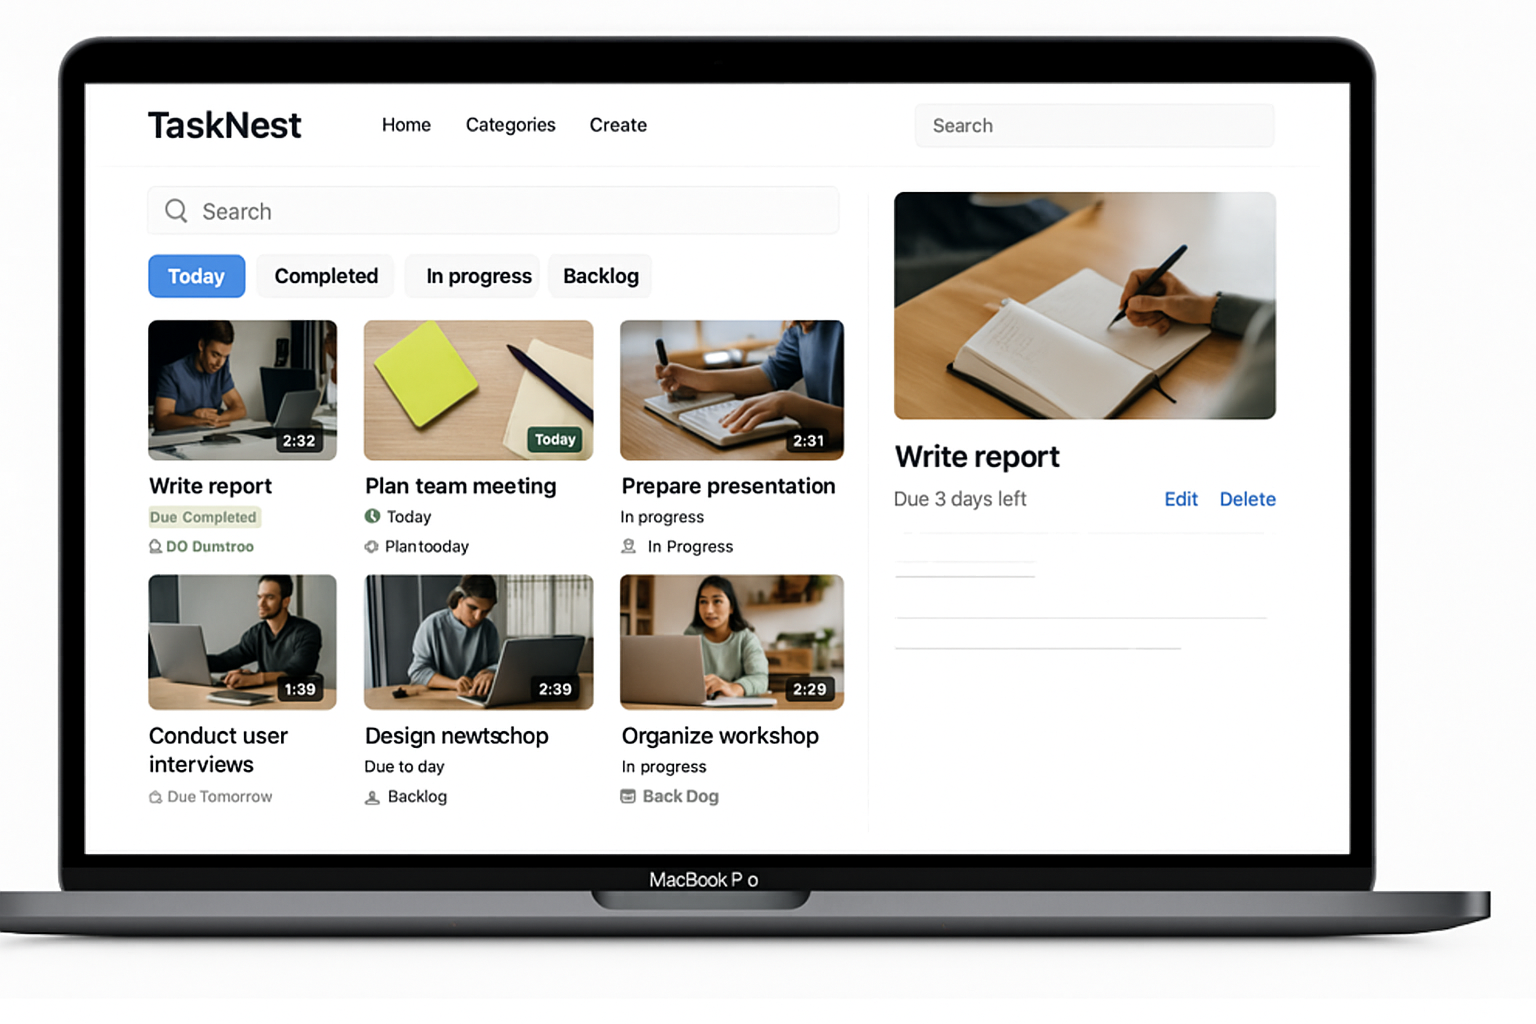 TaskNest
Home Categories Create
Search
Search
Today Completed In progress Backlog
2:32
Today
2:31
Write report
Due Completed
DO Dumtroo
Plan team meeting
Today
Plantooday
Prepare presentation
In progress
In Progress
1:39
2:39
2:29
Conduct user
interviews
Due Tomorrow
Design newtschop
Due to day
Backlog
Organize workshop
In progress
Back Dog
Write report
Due 3 days left
Edit Delete
MacBook P o